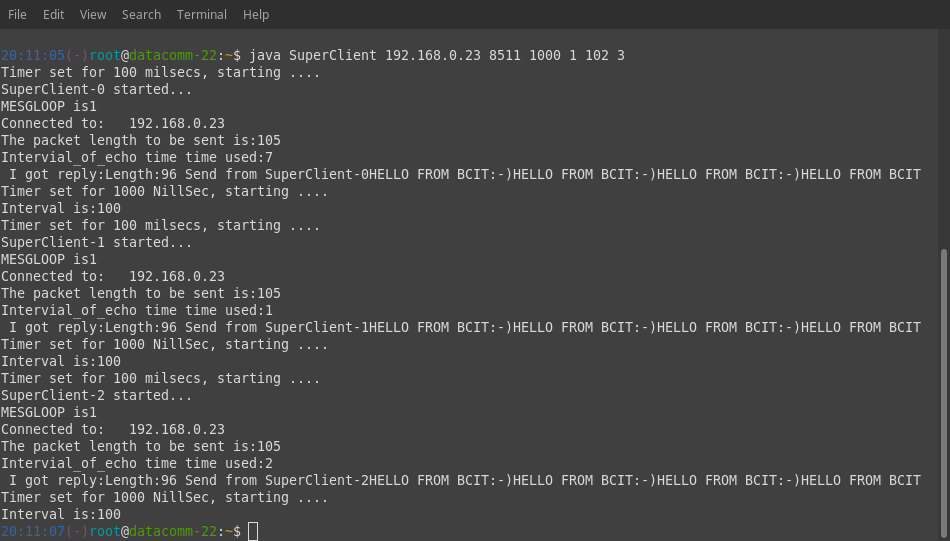 File Edit View Search Terminal Help
20:11:05(-)root@datacomm-22:~$ java SuperClient 192.168.0.23 8511 1000 1 102 3
Timer set for 100 milsecs, starting ....
SuperClient-0 started...
MESGLOOP is1
Connected to:   192.168.0.23
The packet length to be sent is:105
Intervial_of_echo time time used:7
 I got reply:Length:96 Send from SuperClient-0HELLO FROM BCIT:-)HELLO FROM BCIT:-)HELLO FROM BCIT:-)HELLO FROM BCIT
Timer set for 1000 NillSec, starting ....
Interval is:100
Timer set for 100 milsecs, starting ....
SuperClient-1 started...
MESGLOOP is1
Connected to:   192.168.0.23
The packet length to be sent is:105
Intervial_of_echo time time used:1
 I got reply:Length:96 Send from SuperClient-1HELLO FROM BCIT:-)HELLO FROM BCIT:-)HELLO FROM BCIT:-)HELLO FROM BCIT
Timer set for 1000 NillSec, starting ....
Interval is:100
Timer set for 100 milsecs, starting ....
SuperClient-2 started...
MESGLOOP is1
Connected to:   192.168.0.23
The packet length to be sent is:105
Intervial_of_echo time time used:2
 I got reply:Length:96 Send from SuperClient-2HELLO FROM BCIT:-)HELLO FROM BCIT:-)HELLO FROM BCIT:-)HELLO FROM BCIT
Timer set for 1000 NillSec, starting ....
Interval is:100
20:11:07(-)root@datacomm-22:~$